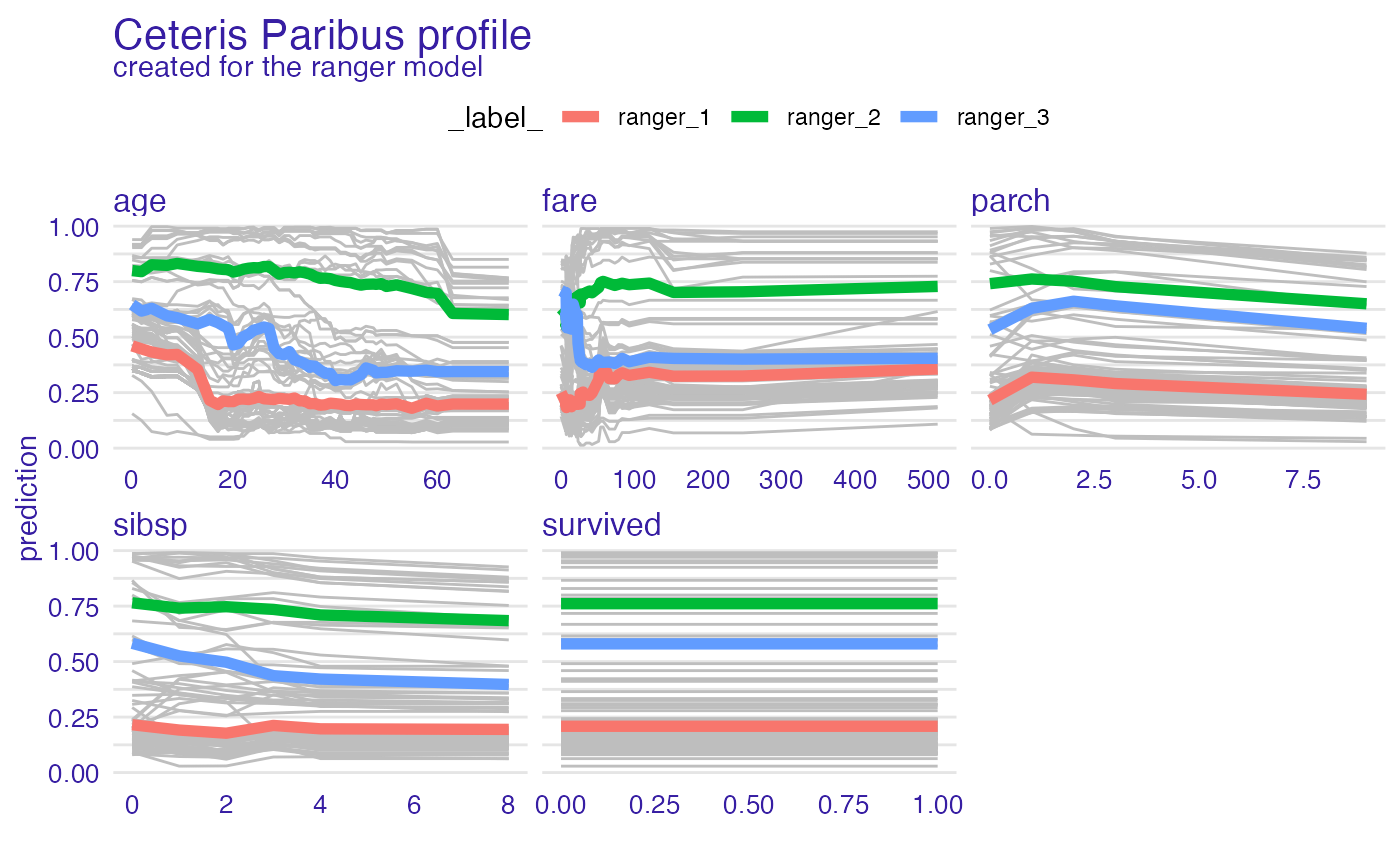 Ceteris Paribus profile
created for the ranger model
_label_ ranger_1 ranger_2 ranger_3
age fare parch
1.00
0.75
0.50
0.25
0.00
0 20 40 60 0 100 200 300 400 500 0.0 2.5 5.0 7.5
prediction
sibsp survived
1.00
0.75
0.50
0.25
0.00
0 2 4 6 8 0.00 0.25 0.50 0.75 1.00